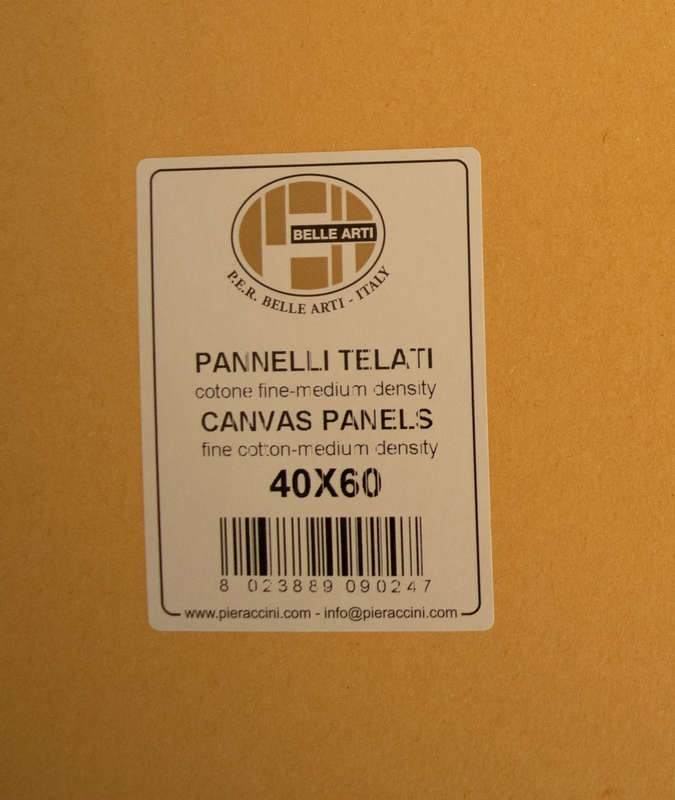 BELLE ARTI
P.E.R. BELLE ARTI - ITALY
PANNELLI TELATI
cotone fine-medium density
CANVAS PANELS
fine cotton-medium density
40X60
8 023889 090247
www.pieraccini.com - info@pieraccini.com